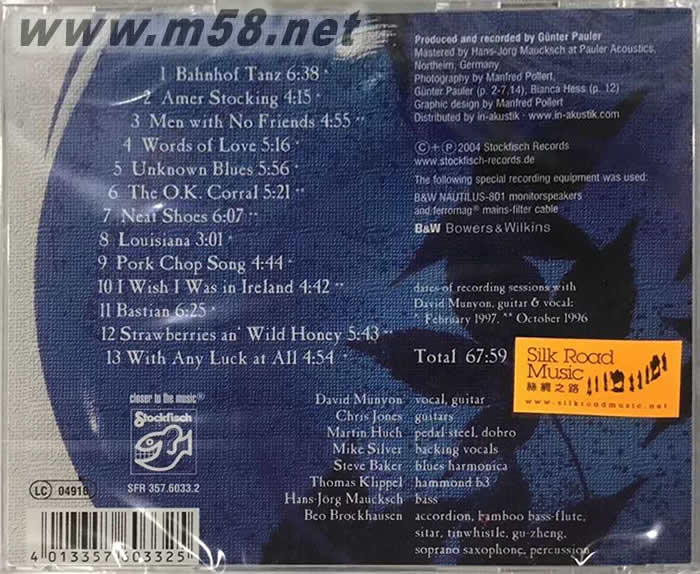 www.m58.net
1 Bahnhof Tanz 6:38 *
2 Amer Stocking 4:15 *
3 Men with No Friends 4:55 **
4 Words of Love 5:16 *
5 Unknown Blues 5:56 *
6 The O.K. Corral 5:21 **
7 Neat Shoes 6:07 **
8 Louisiana 3:01 *
9 Pork Chop Song 4:44 *
10 I Wish I Was in Ireland 4:42 **
11 Bastian 6:25 *
12 Strawberries an' Wild Honey 5:43 **
13 With Any Luck at All 4:54 *
Produced and recorded by Günter Pauler
Mastered by Hans-Jörg Maucksch at Pauler Acoustics,
Northeim, Germany
Photography by Manfred Pollert,
Günter Pauler (p. 2-7,14), Bianca Hess (p. 12)
Graphic design by Manfred Pollert
Distributed by in-akustik · www.in-akustik.com
©+℗ 2004 Stockfisch Records
www.stockfisch-records.de
The following special recording equipment was used:
B&W NAUTILUS-801 monitorspeakers
and ferromag® mains-filter cable
B&W Bowers & Wilkins
dates of recording sessions with
David Munyon, guitar & vocal:
* February 1997, ** October 1996
Total 67:59
Silk Road
Music
絲綢之路
www.silkroadmusic.net
David Munyon vocal, guitar
Chris Jones guitars
Martin Huch pedal steel, dobro
Mike Silver backing vocals
Steve Baker blues harmonica
Thomas Klippel hammond b3
Hans-Jörg Maucksch bass
Beo Brockhausen accordion, bamboo bass-flute,
sitar, tinwhistle, gu-zheng,
soprano saxophone, percussion
closer to the music®
Stockfisch
SFR 357.6033.2
LC 04916
4 013357 603325